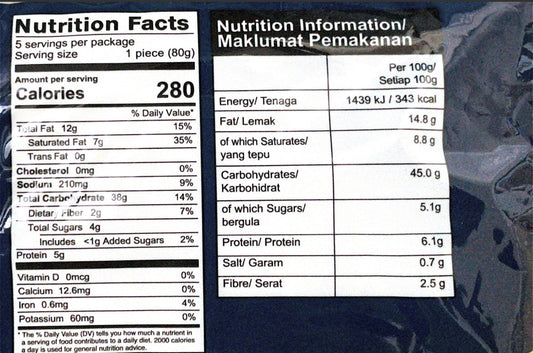 Nutrition Facts
5 servings per package
Serving size 1 piece (80g)
Amount per serving
Calories 280
% Daily Value*
Total Fat 12g 15%
Saturated Fat 7g 35%
Trans Fat 0g
Cholesterol 0mg 0%
Sodium 210mg 9%
Total Carbohydrate 38g 14%
Dietary Fiber 2g 7%
Total Sugars 4g
Includes <1g Added Sugars 2%
Protein 5g
Vitamin D 0mcg 0%
Calcium 12.6mg 0%
Iron 0.6mg 4%
Potassium 60mg 0%
* The % Daily Value (DV) tells you how much a nutrient in
a serving of food contributes to a daily diet. 2000 calories
a day is used for general nutrition advice.
Nutrition Information/
Maklumat Pemakanan
Per 100g/
Setiap 100g
Energy/ Tenaga 1439 kJ / 343 kcal
Fat/ Lemak 14.8 g
of which Saturates/ 8.8 g
yang tepu
Carbohydrates/ 45.0 g
Karbohidrat
of which Sugars/ 5.1g
bergula
Protein/ Protein 6.1g
Salt/ Garam 0.7 g
Fibre/ Serat 2.5 g